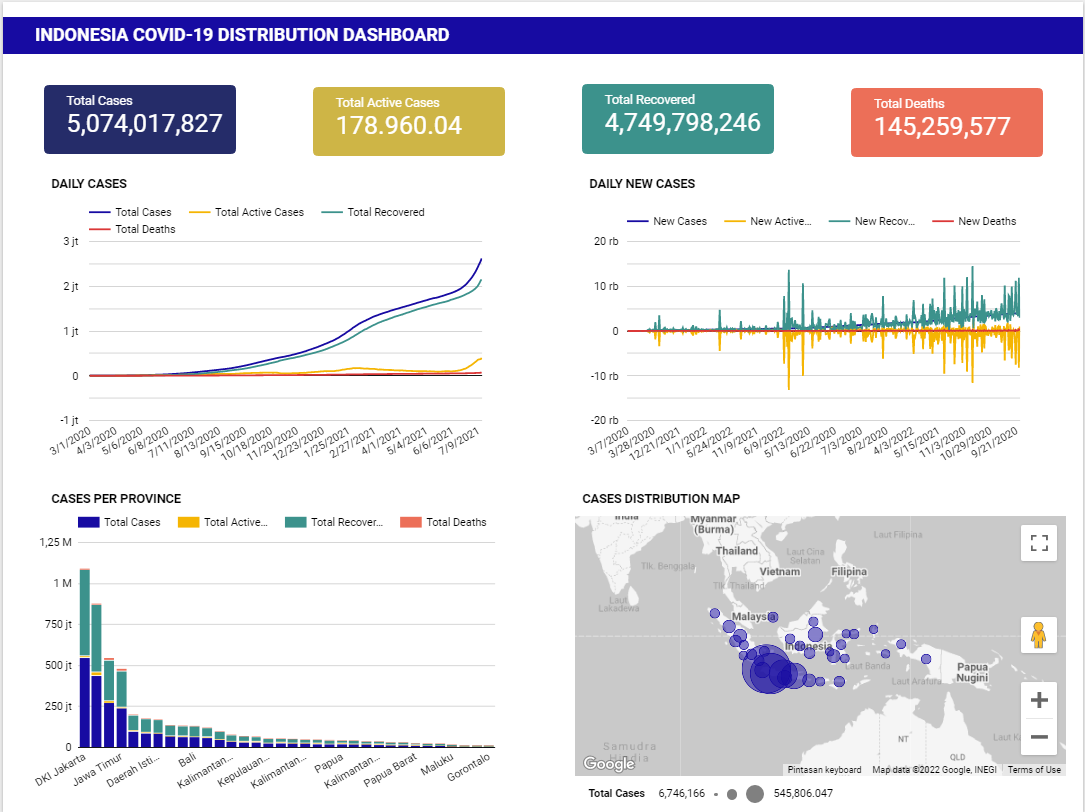 INDONESIA COVID-19 DISTRIBUTION DASHBOARD
Total Cases
5,074,017,827
Total Active Cases
178.960.04
Total Recovered
4,749,798,246
Total Deaths
145,259,577
DAILY CASES
Total Cases
Total Active Cases
Total Recovered
Total Deaths
3 jt
2 jt
1 jt
0
-1 jt
3/1/2020
4/3/2020
5/6/2020
6/8/2020
7/11/2020
8/13/2020
9/15/2020
10/18/2020
11/20/2020
12/23/2020
1/25/2021
2/27/2021
4/1/2021
5/4/2021
6/6/2021
7/9/2021
DAILY NEW CASES
New Cases
New Active...
New Recov...
New Deaths
20 rb
10 rb
0
-10 rb
-20 rb
3/7/2020
3/28/2020
12/21/2021
1/1/2022
5/24/2022
11/9/2021
6/9/2022
5/13/2020
6/22/2020
7/3/2020
8/2/2020
4/3/2022
5/15/2021
11/3/2020
10/29/2020
9/21/2020
CASES PER PROVINCE
Total Cases
Total Active...
Total Recover...
Total Deaths
1,25 M
1 M
750 jt
500 jt
250 jt
0
DKI Jakarta
Jawa Timur
Daerah Isti...
Bali
Kalimantan...
Kepulauan...
Kalimantan...
Papua
Kalimantan...
Papua Barat
Maluku
Gorontalo
CASES DISTRIBUTION MAP
India
Myanmar
(Burma)
Thailand
Laut Cina
Selatan
Laut Filipina
Tlk. Benggala
Vietnam
Filipina
Tlk. Thailand
Laut
Lakadewa
Malaysia
Indonesia
Laut Banda
Papua
Nugini
Laut Arafura
Samudra
Hindia
NT
QLD
Laut K
Google
Pintasan keyboard
Map data ©2022 Google, INEGI
Terms of Use
Total Cases
6,746,166
545,806.047